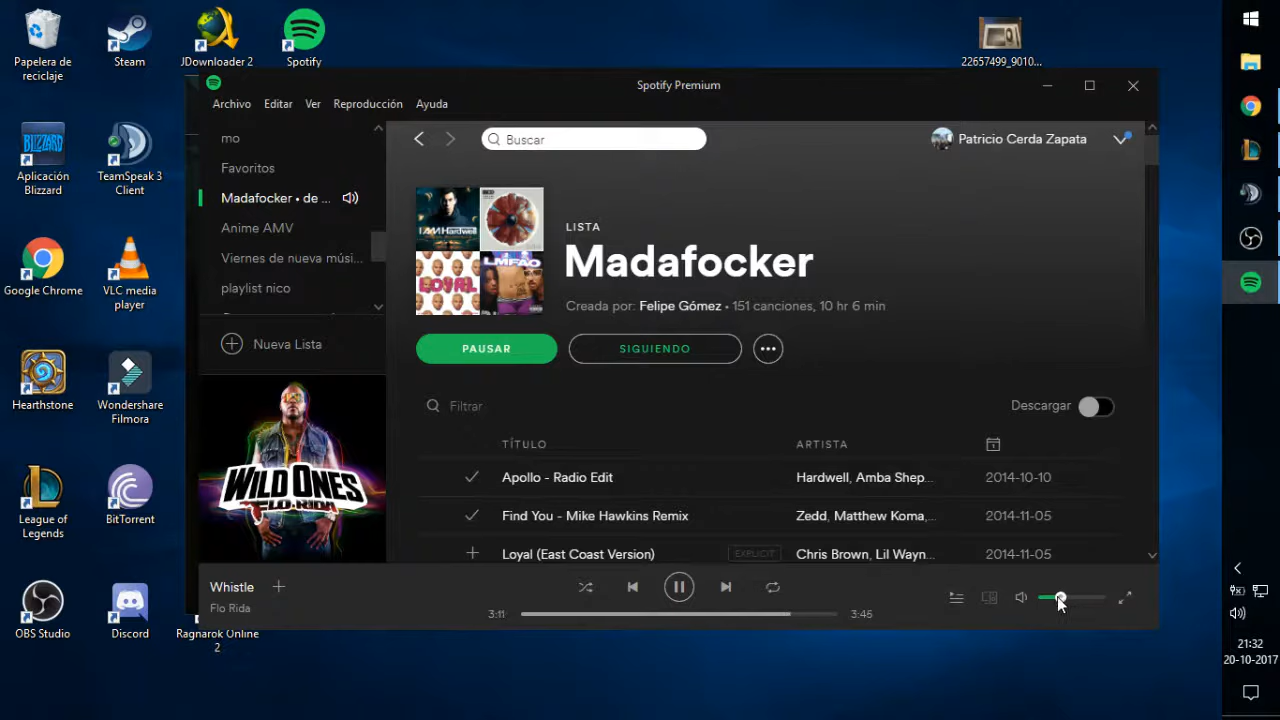 Papelera de
reciclaje
Steam
JDownloader 2
Spotify
22657499_9010...
Aplicación
Blizzard
TeamSpeak 3
Client
Google Chrome
VLC media
player
Hearthstone
Wondershare
Filmora
League of
Legends
BitTorrent
OBS Studio
Discord
Ragnarok Online
2
Spotify Premium
Archivo Editar Ver Reproducción Ayuda
mo
Favoritos
Madafocker • de ...
Anime AMV
Viernes de nueva músi...
playlist nico
Nueva Lista
WILD ONES
FLO RIDA
Buscar
Patricio Cerda Zapata
I AM Hardwell
LOYAL
LMFAO
LISTA
Madafocker
Creada por: Felipe Gómez • 151 canciones, 10 hr 6 min
PAUSAR
SIGUIENDO
Filtrar
Descargar
TÍTULO ARTISTA
Apollo - Radio Edit Hardwell, Amba Shep... 2014-10-10
Find You - Mike Hawkins Remix Zedd, Matthew Koma,... 2014-11-05
Loyal (East Coast Version) EXPLICIT Chris Brown, Lil Wayn... 2014-11-05
Whistle
Flo Rida
3:11
3:45
21:32
20-10-2017